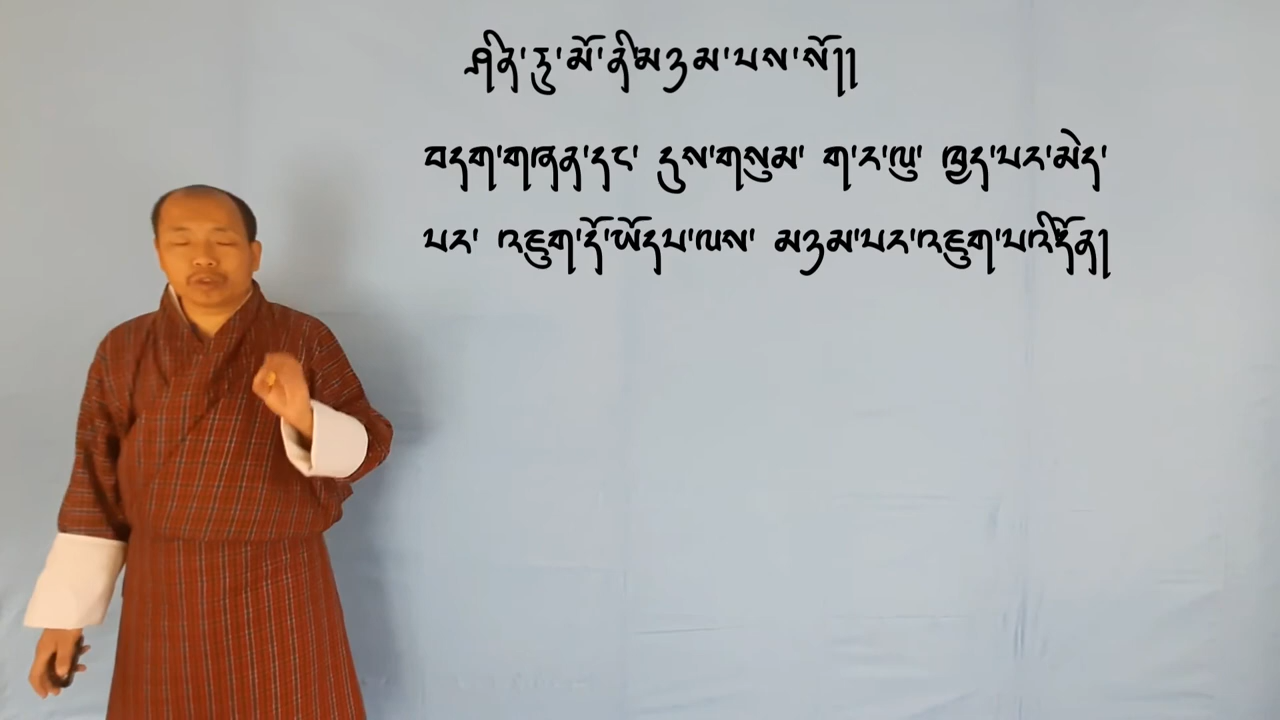 ཤིན་ཏུ་མོ་ནི་མཉམ་པས་སོ།།
བདག་གཞན་དང་ དུས་གསུམ་ ག་ར་ལུ་ ཁྱད་པར་མེད་
པར་ འཇུག་དོ་ཡོདཔ་ལས་ མཉམ་པར་འཇུག་པའི་དོན།